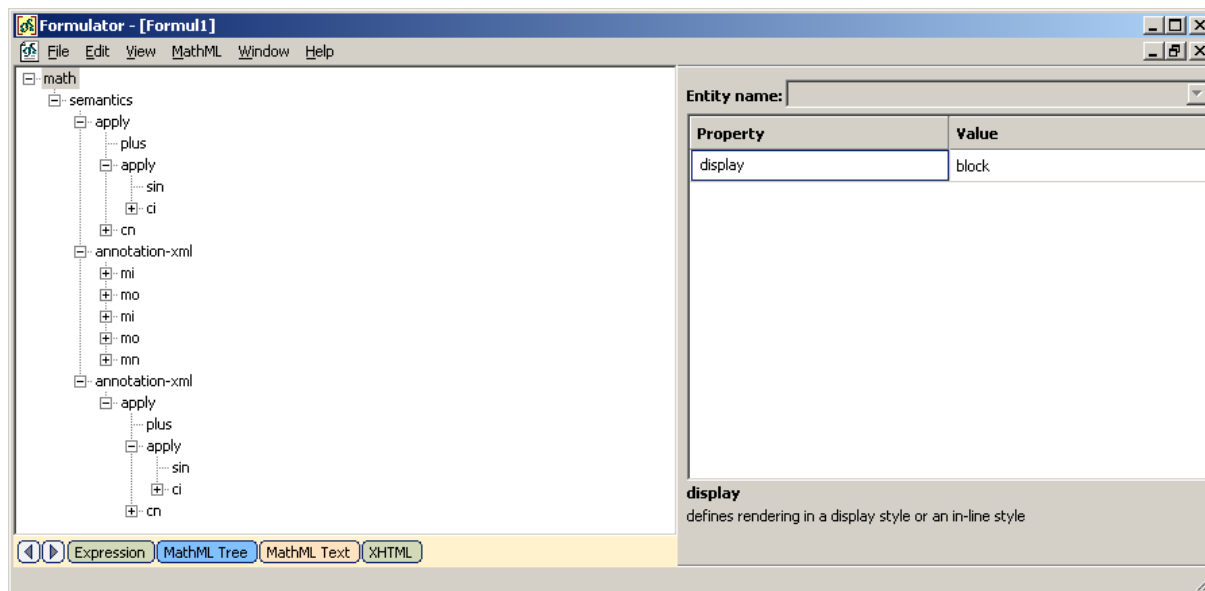 Formulator - [Formul1]
File Edit View MathML Window Help
math
semantics
apply
plus
apply
sin
ci
cn
annotation-xml
mi
mo
mi
mo
mn
annotation-xml
apply
plus
apply
sin
ci
cn
Expression MathML Tree MathML Text XHTML
Entity name:
Property Value
display block
display
defines rendering in a display style or an in-line style